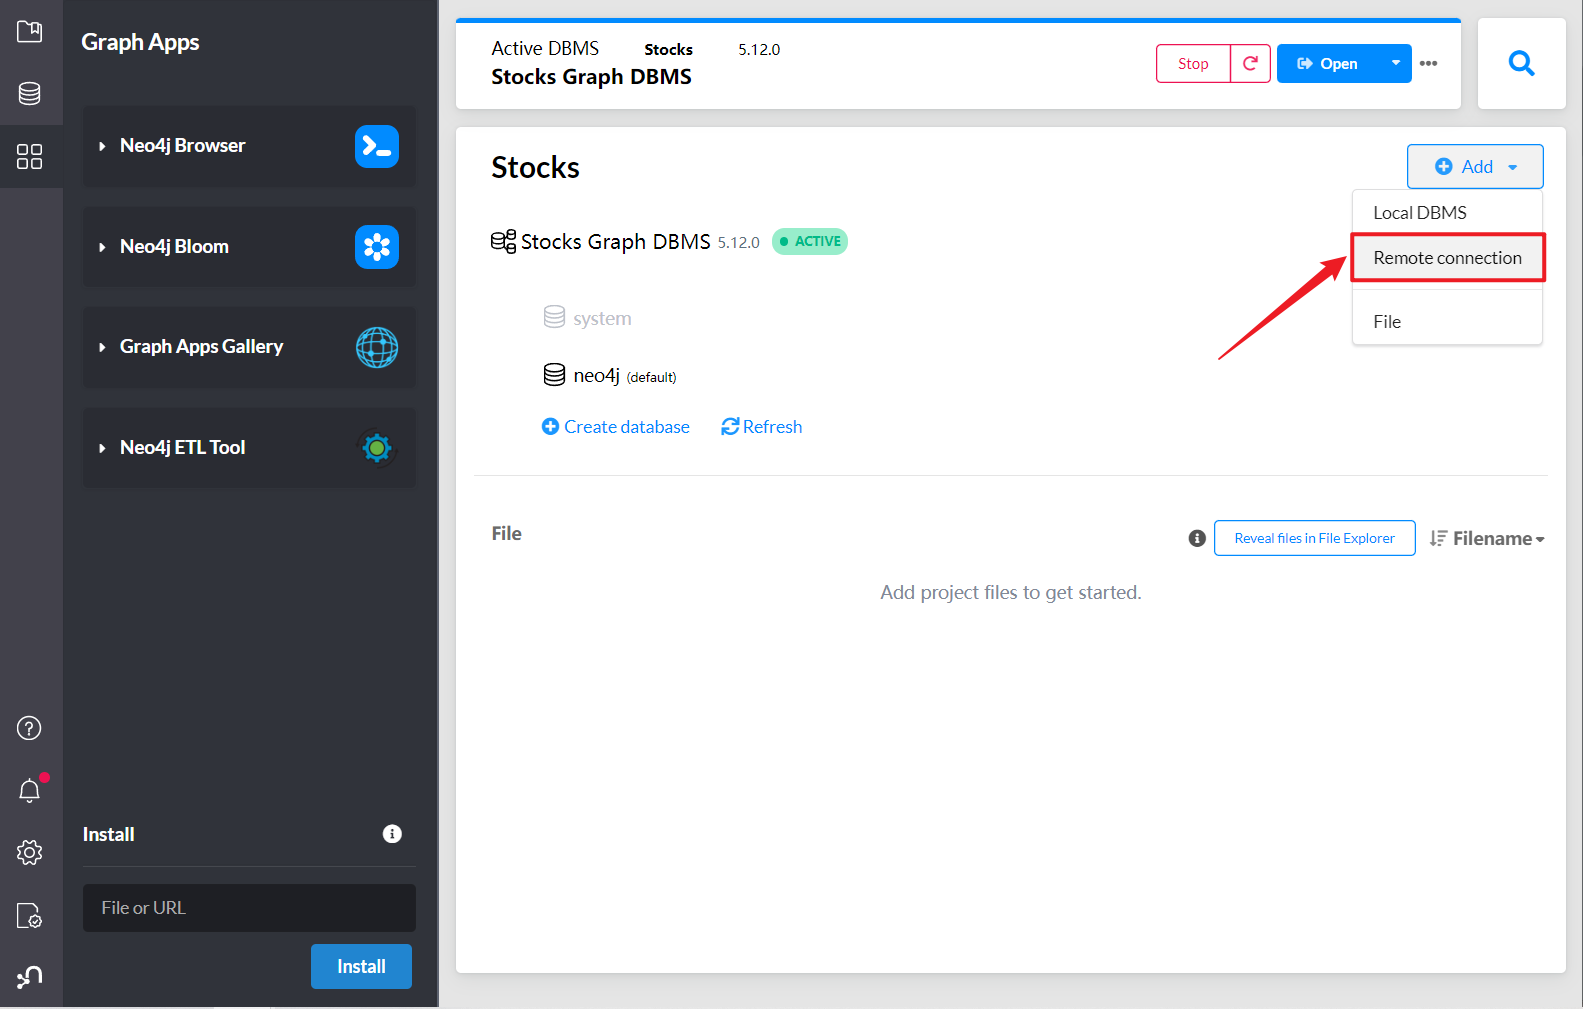 Graph Apps
Neo4j Browser
Neo4j Bloom
Graph Apps Gallery
Neo4j ETL Tool
Install
File or URL
Install
Active DBMS Stocks 5.12.0
Stocks Graph DBMS
Stop
Open
Stocks
Add
Local DBMS
Remote connection
File
Stocks Graph DBMS 5.12.0 ACTIVE
system
neo4j (default)
Create database Refresh
File
Reveal files in File Explorer
Filename
Add project files to get started.